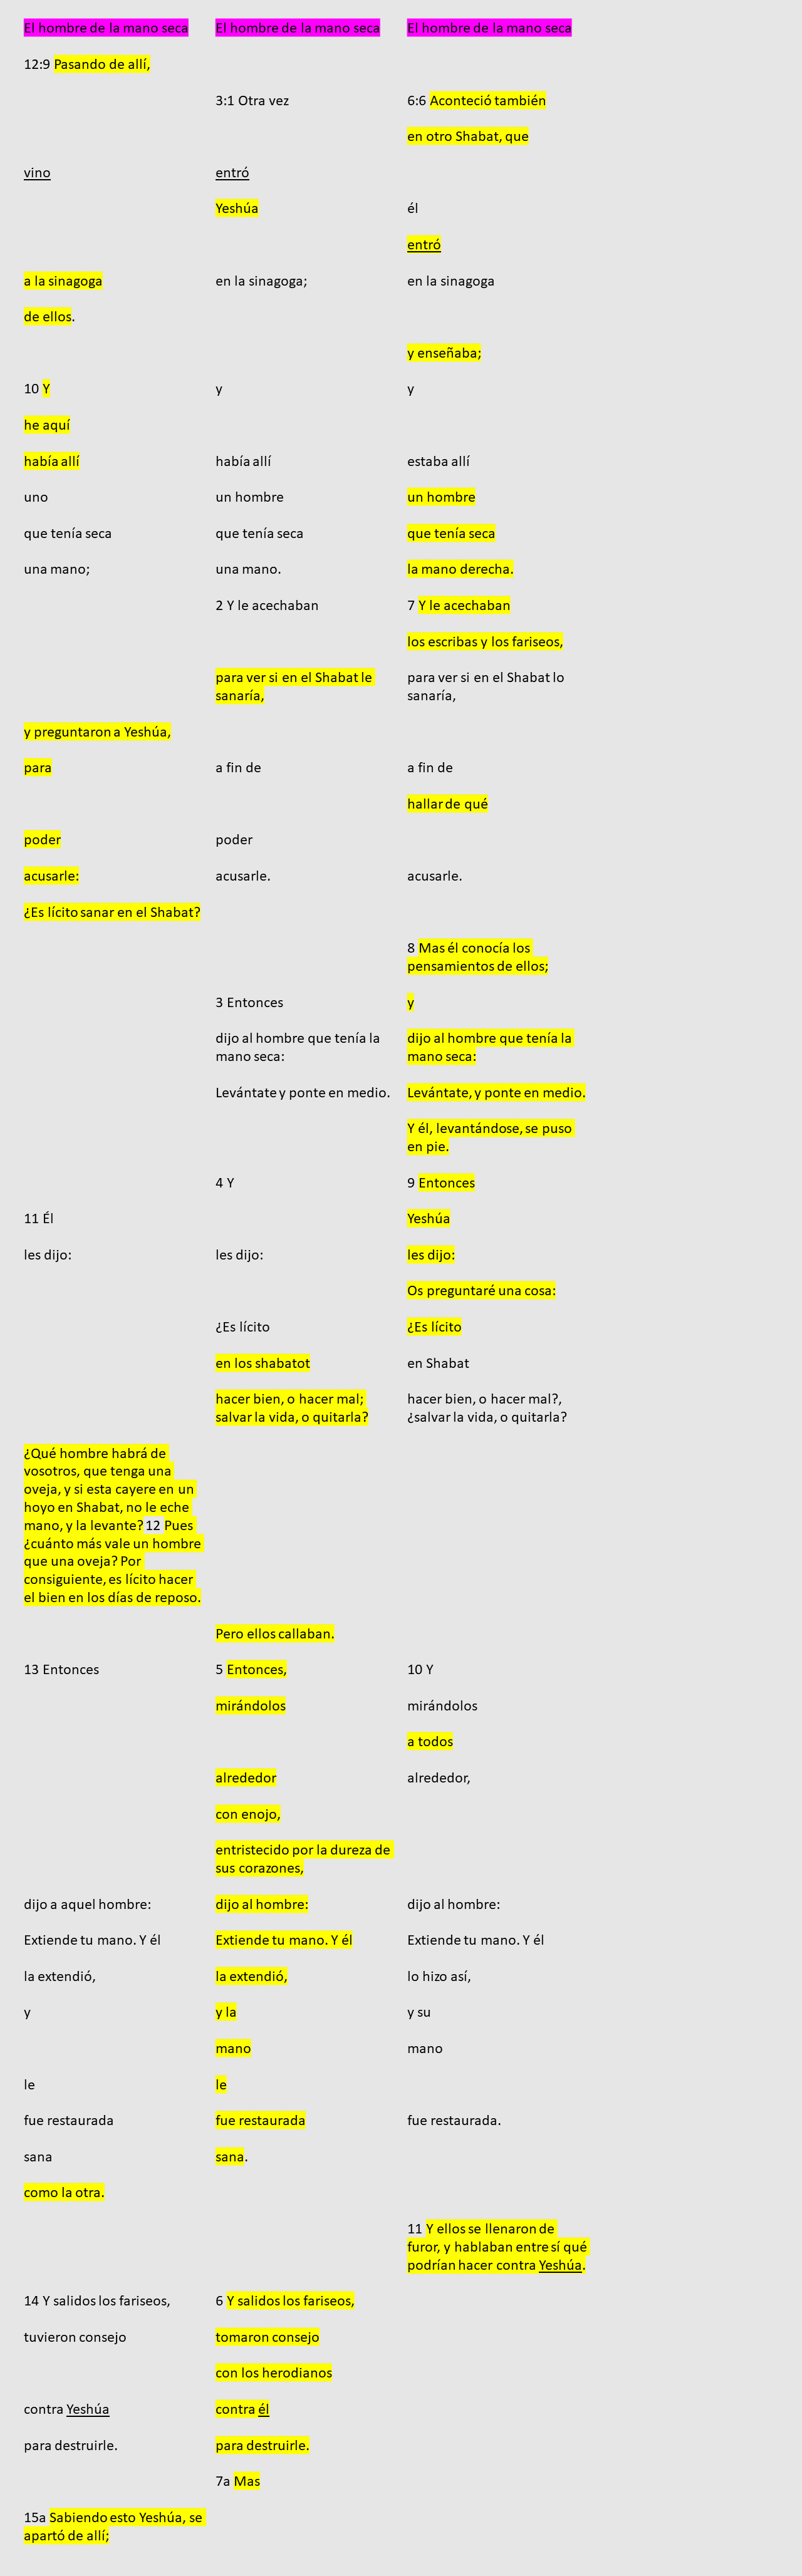 El hombre de la mano seca El hombre de la mano seca El hombre de la mano seca
12:9 Pasando de allí,
3:1 Otra vez 6:6 Aconteció también
en otro Shabat, que
vino entró
Yeshúa él
entró
a la sinagoga en la sinagoga; en la sinagoga
de ellos.
y enseñaba;
10 Y y y
he aquí
había allí había allí estaba allí
uno un hombre un hombre
que tenía seca que tenía seca que tenía seca
una mano; una mano. la mano derecha.
2 Y le acechaban 7 Y le acechaban
los escribas y los fariseos,
para ver si en el Shabat le para ver si en el Shabat lo
sanaría, sanaría,
y preguntaron a Yeshúa,
para a fin de a fin de
hallar de qué
poder poder
acusarle: acusarle. acusarle.
¿Es lícito sanar en el Shabat?
8 Mas él conocía los
pensamientos de ellos;
3 Entonces y
dijo al hombre que tenía la dijo al hombre que tenía la
mano seca: mano seca:
Levántate y ponte en medio. Levántate, y ponte en medio.
Y él, levantándose, se puso
en pie.
4 Y 9 Entonces
11 Él Yeshúa
les dijo: les dijo: les dijo:
Os preguntaré una cosa:
¿Es lícito ¿Es lícito
en los shabatot en Shabat
hacer bien, o hacer mal; hacer bien, o hacer mal?,
salvar la vida, o quitarla? ¿salvar la vida, o quitarla?
¿Qué hombre habrá de
vosotros, que tenga una
oveja, y si esta cayere en un
hoyo en Shabat, no le eche
mano, y la levante? 12 Pues
¿cuánto más vale un hombre
que una oveja? Por
consiguiente, es lícito hacer
el bien en los días de reposo.
Pero ellos callaban.
13 Entonces 5 Entonces, 10 Y
mirándolos mirándolos
a todos
alrededor alrededor,
con enojo,
entristecido por la dureza de
sus corazones,
dijo a aquel hombre: dijo al hombre: dijo al hombre:
Extiende tu mano. Y él Extiende tu mano. Y él Extiende tu mano. Y él
la extendió, la extendió, lo hizo así,
y y la y su
mano mano
le le
fue restaurada fue restaurada fue restaurada.
sana sana.
como la otra.
11 Y ellos se llenaron de
furor, y hablaban entre sí qué
podrían hacer contra Yeshúa.
14 Y salidos los fariseos, 6 Y salidos los fariseos,
tuvieron consejo tomaron consejo
con los herodianos
contra Yeshúa contra él
para destruirle. para destruirle.
7a Mas
15a Sabiendo esto Yeshúa, se
apartó de allí;